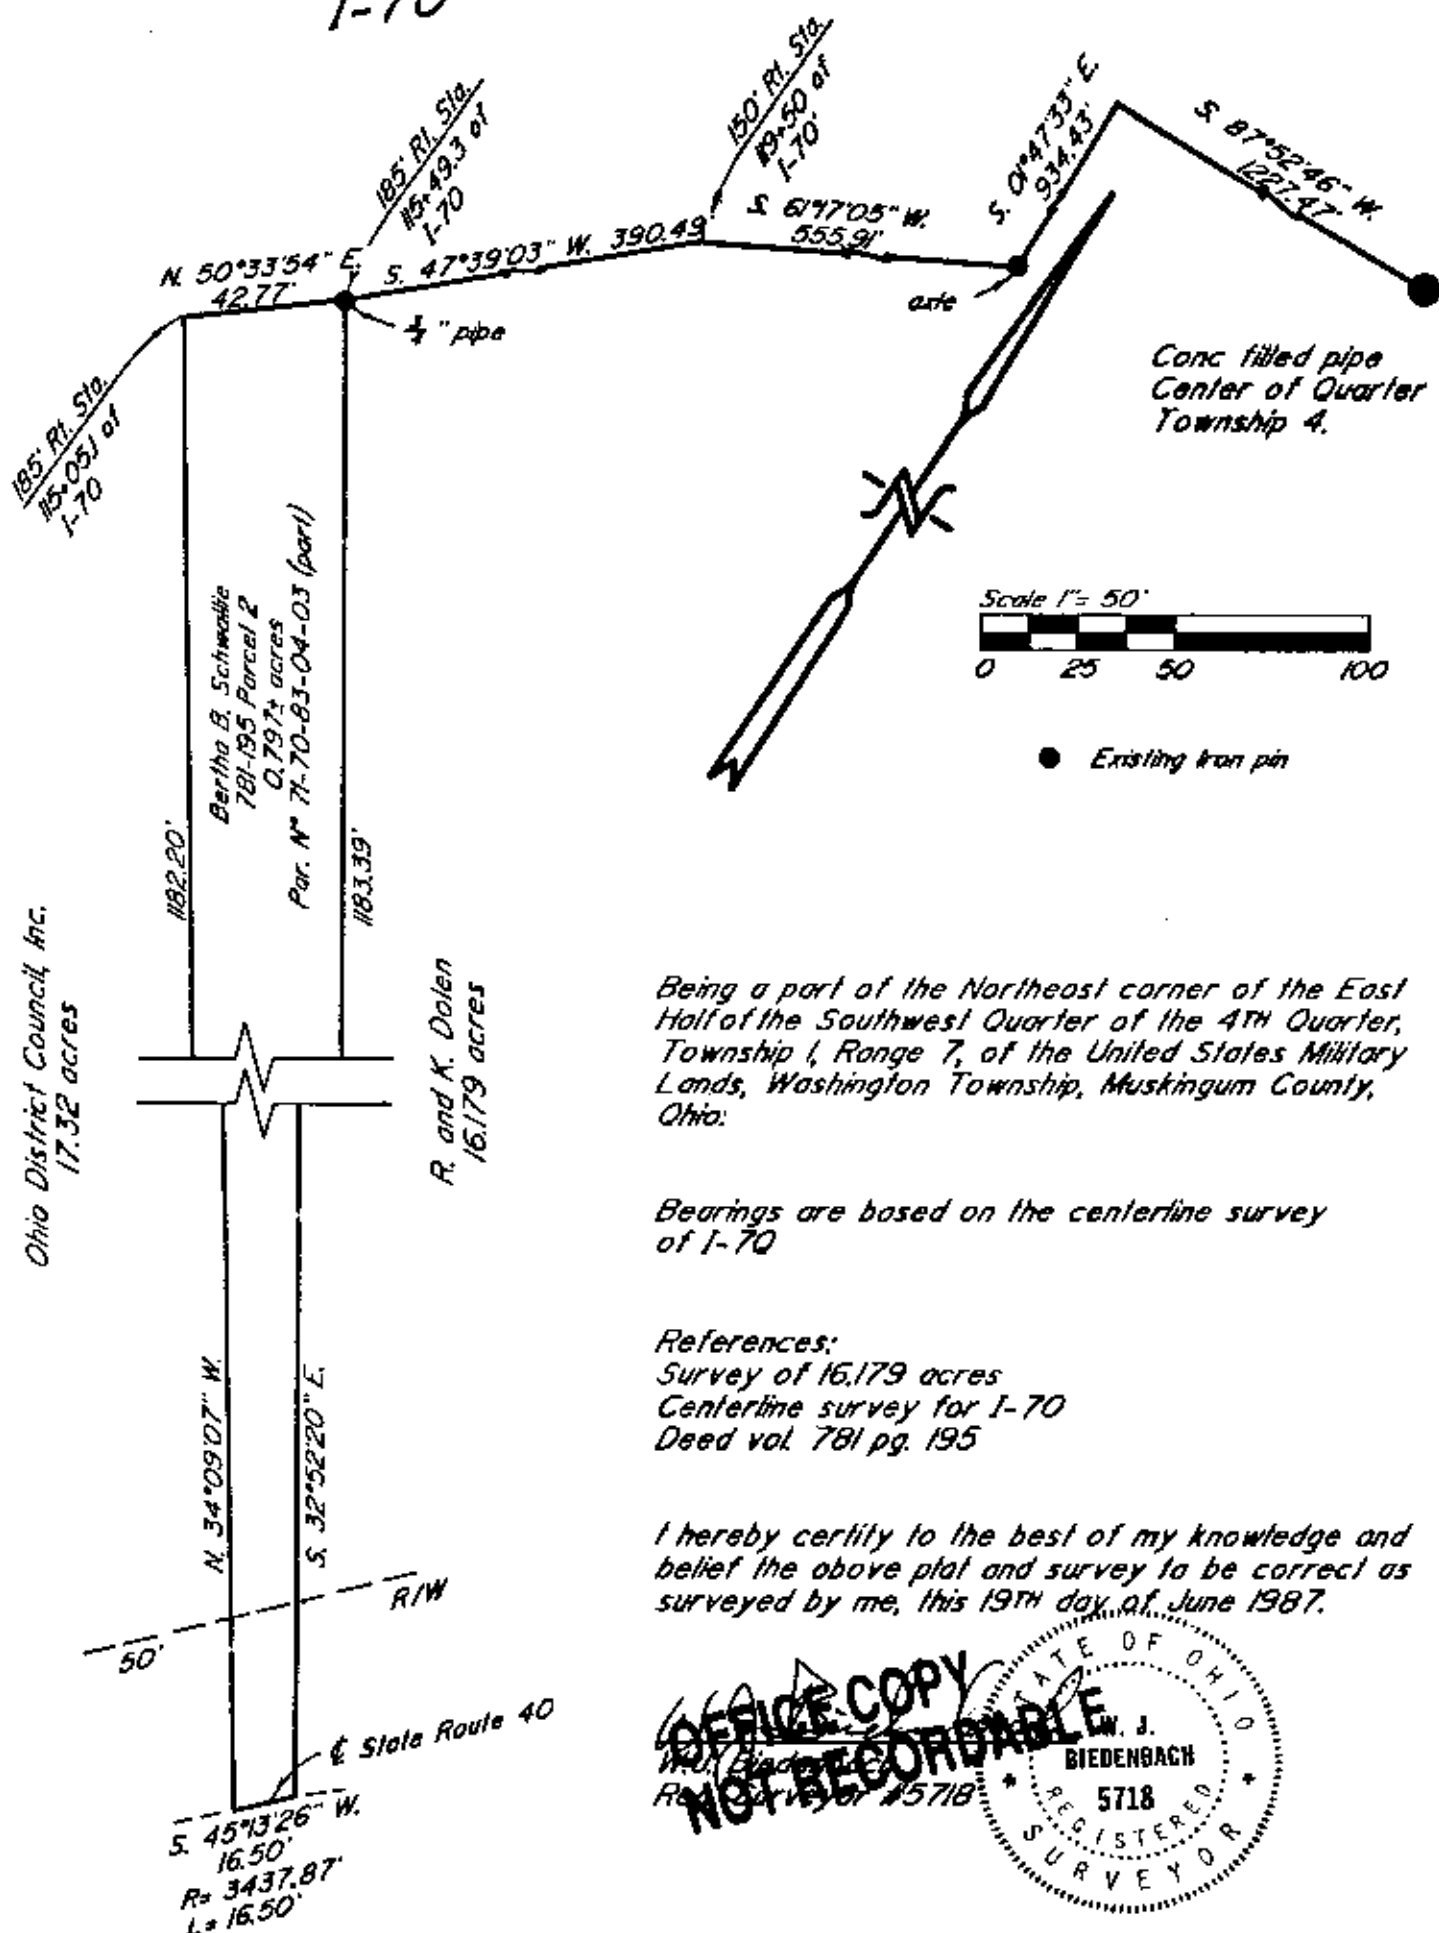 I-70
185' Rt. Sta.
115+49.3 of
I-70
150' Rt. Sta.
119+50 of
I-70'
S. 01°47'33" E.
934.43'
S. 87°52'46" W.
1227.47'
N. 50°33'54" E.
42.77'
S. 47°39'03" W. 390.49'
S. 61°17'05" W.
555.91'
axle
" pipe
185' Rt. Sta.
115+05.1 of
I-70
Conc filled pipe
Center of Quarter
Township 4.
N
Scale 1"= 50'
0 25 50 100
Existing Iron pin
Bertha B. Schwallie
781-195 Parcel 2
0.797± acres
Par. Nº 71-70-83-04-03 (part)
1182.20'
1183.39'
Ohio District Council, Inc.
17.32 acres
R. and K. Dolen
16.179 acres
Being a part of the Northeast corner of the East
Half of the Southwest Quarter of the 4TH Quarter,
Township 1, Range 7, of the United States Military
Lands, Washington Township, Muskingum County,
Ohio:
Bearings are based on the centerline survey
of I-70
References:
Survey of 16.179 acres
Centerline survey for I-70
Deed vol. 781 pg. 195
N. 34°09'07" W.
S. 32°52'20" E.
R/W
50'
℄ State Route 40
S. 45°13'26" W.
16.50'
R= 3437.87'
L= 16.50'
I hereby certify to the best of my knowledge and
belief the above plat and survey to be correct as
surveyed by me, this 19TH day of June 1987.
OFFICE COPY
NOT RECORDABLE
W.J. Biedenbach
Reg. Surveyor #5718
STATE OF OHIO
W. J.
BIEDENBACH
5718
REGISTERED
SURVEYOR